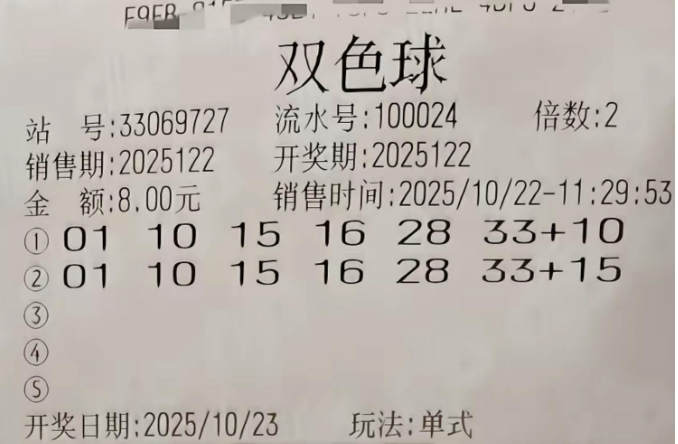 双色球
站 号:33069727 流水号:100024 倍数:2
销售期:2025122 开奖期:2025122
金 额:8.00元 销售时间:2025/10/22-11:29:53
① 01 10 15 16 28 33+10
② 01 10 15 16 28 33+15
③
④
⑤
开奖日期:2025/10/23 玩法:单式